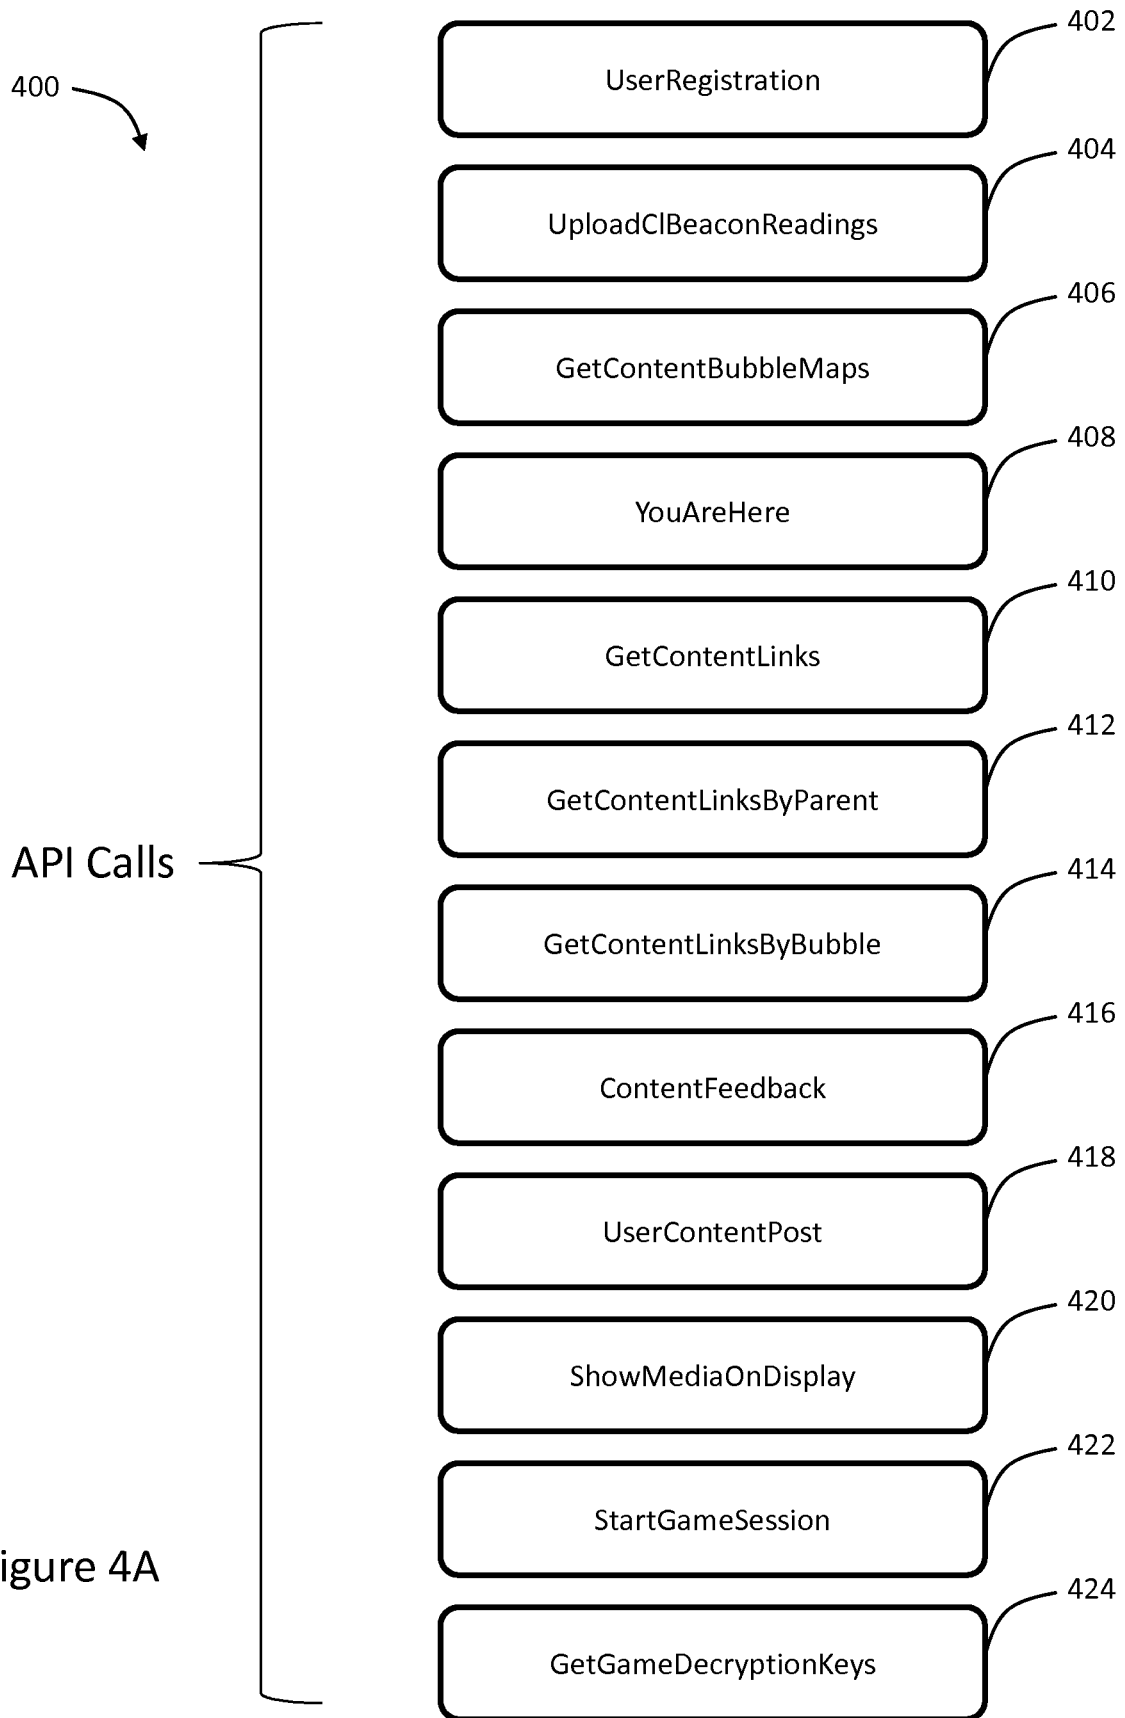 402
400
UserRegistration
404
UploadClBeaconReadings
406
GetContentBubbleMaps
408
YouAreHere
410
GetContentLinks
412
GetContentLinksByParent
API Calls
414
GetContentLinksByBubble
416
ContentFeedback
418
UserContentPost
420
ShowMediaOnDisplay
422
StartGameSession
igure 4A
424
GetGameDecryptionKeys